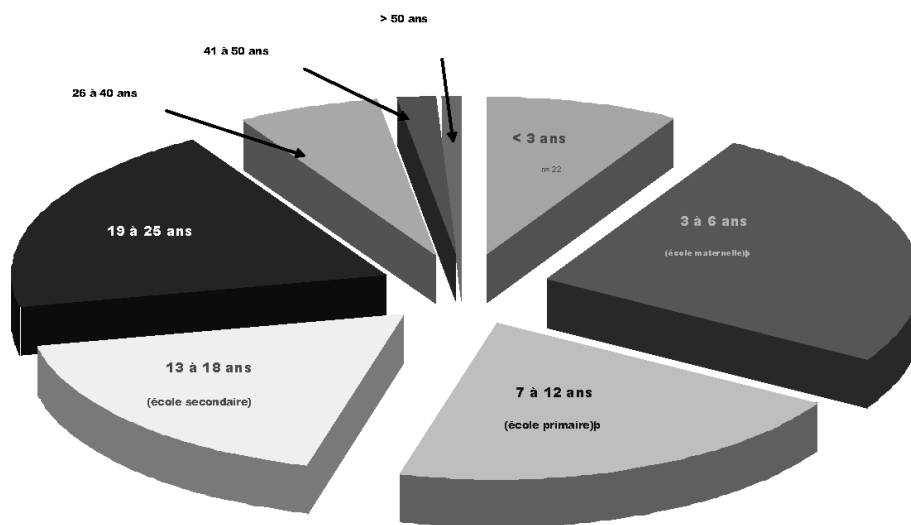 > 50 ans
41 à 50 ans
26 à 40 ans
< 3 ans
n= 22
3 à 6 ans
(école maternelle)þ
19 à 25 ans
13 à 18 ans
(école secondaire)
7 à 12 ans
(école primaire)þ